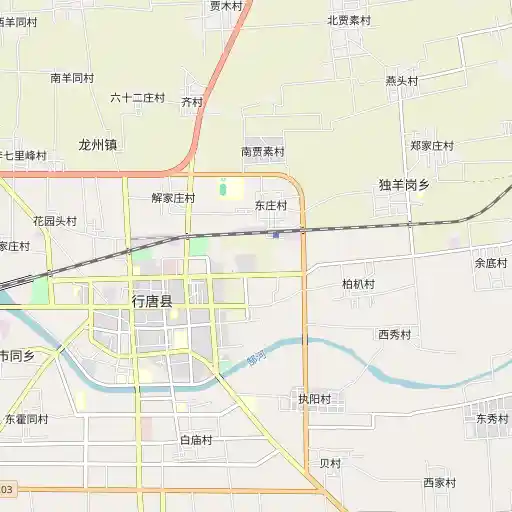 贾木村
北贾素村
羊同村
南羊同村
燕头村
六十二庄村
齐村
龙州镇
郑家庄村
七里峰村
南贾素村
独羊岗乡
解家庄村
东庄村
花园头村
家庄村
余底村
柏朳村
行唐县
西秀村
市同乡
郜河
执阳村
东霍同村
东秀村
白庙村
贝村
西家村
03